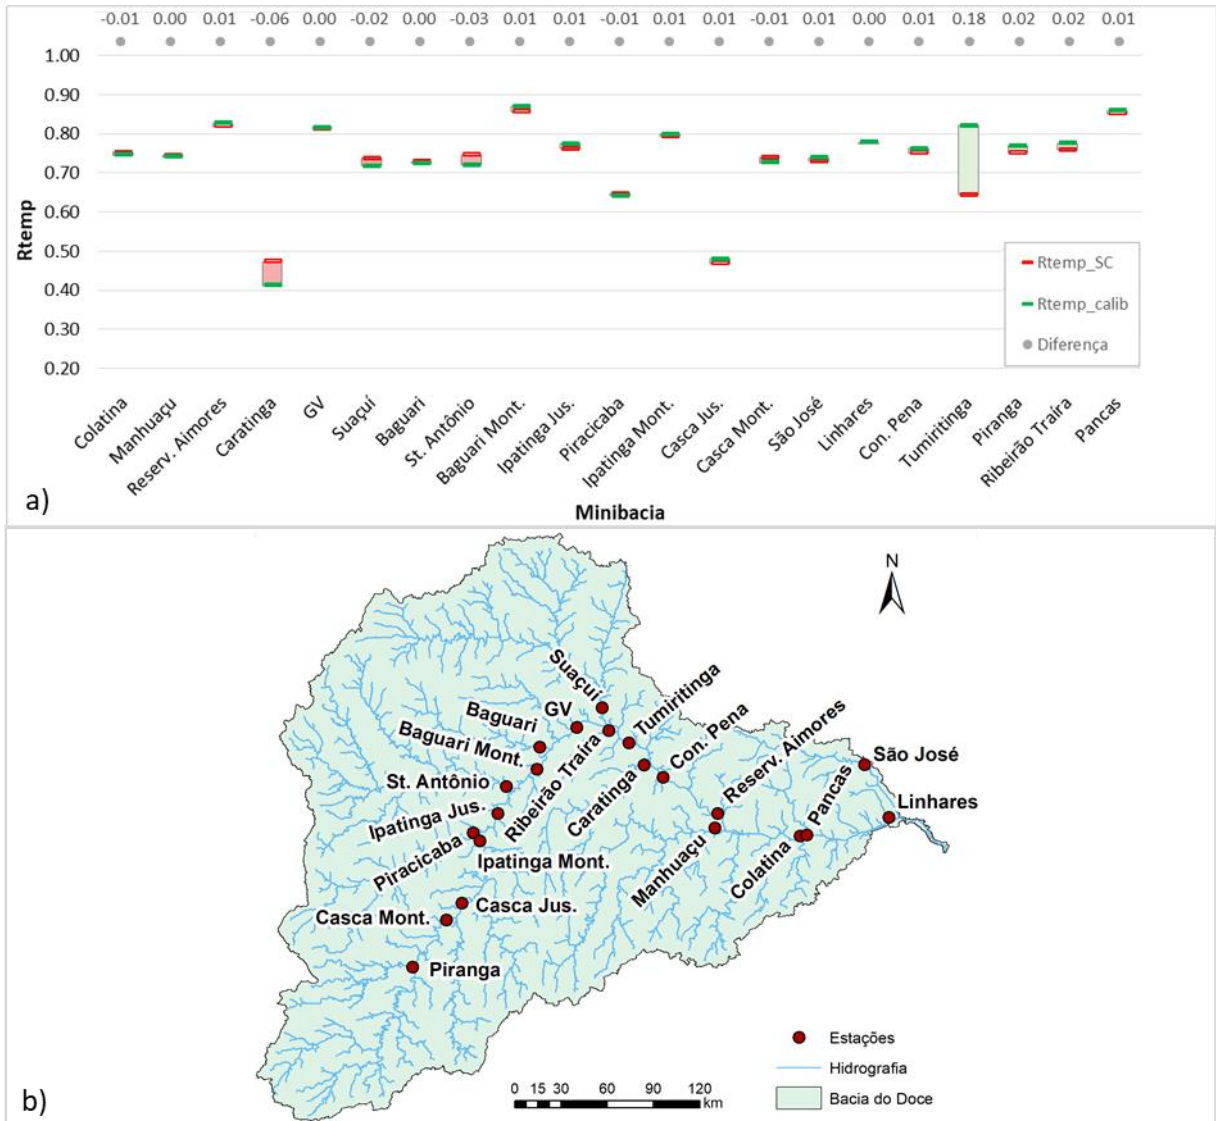 -0.01 0.00 0.01 -0.06 0.00 -0.02 0.00 -0.03 0.01 0.01 -0.01 0.01 0.01 -0.01 0.01 0.00 0.01 0.18 0.02 0.02 0.01
1.00
0.90
0.80
0.70
0.60
0.50
0.40
0.30
0.20
Rtemp
Rtemp_SC
Rtemp_calib
Diferença
Colatina
Manhuaçu
Reserv. Aimores
Caratinga
GV
Suaçuí
Baguari
St. Antônio
Baguari Mont.
Ipatinga Jus.
Piracicaba
Ipatinga Mont.
Casca Jus.
Casca Mont.
São José
Linhares
Con. Pena
Tumiritinga
Piranga
Ribeirão Traira
Pancas
Minibacia
a)
N
Suaçuí
Tumiritinga
GV
Baguari
Con. Pena
Reserv. Aimores
Baguari Mont.
Ribeirão Traira
São José
St. Antônio
Caratinga
Pancas
Linhares
Ipatinga Jus.
Piracicaba
Manhuaçu
Colatina
Ipatinga Mont.
Casca Jus.
Casca Mont.
Piranga
Estações
Hidrografia
Bacia do Doce
0 15 30 60 90 120
km
b)